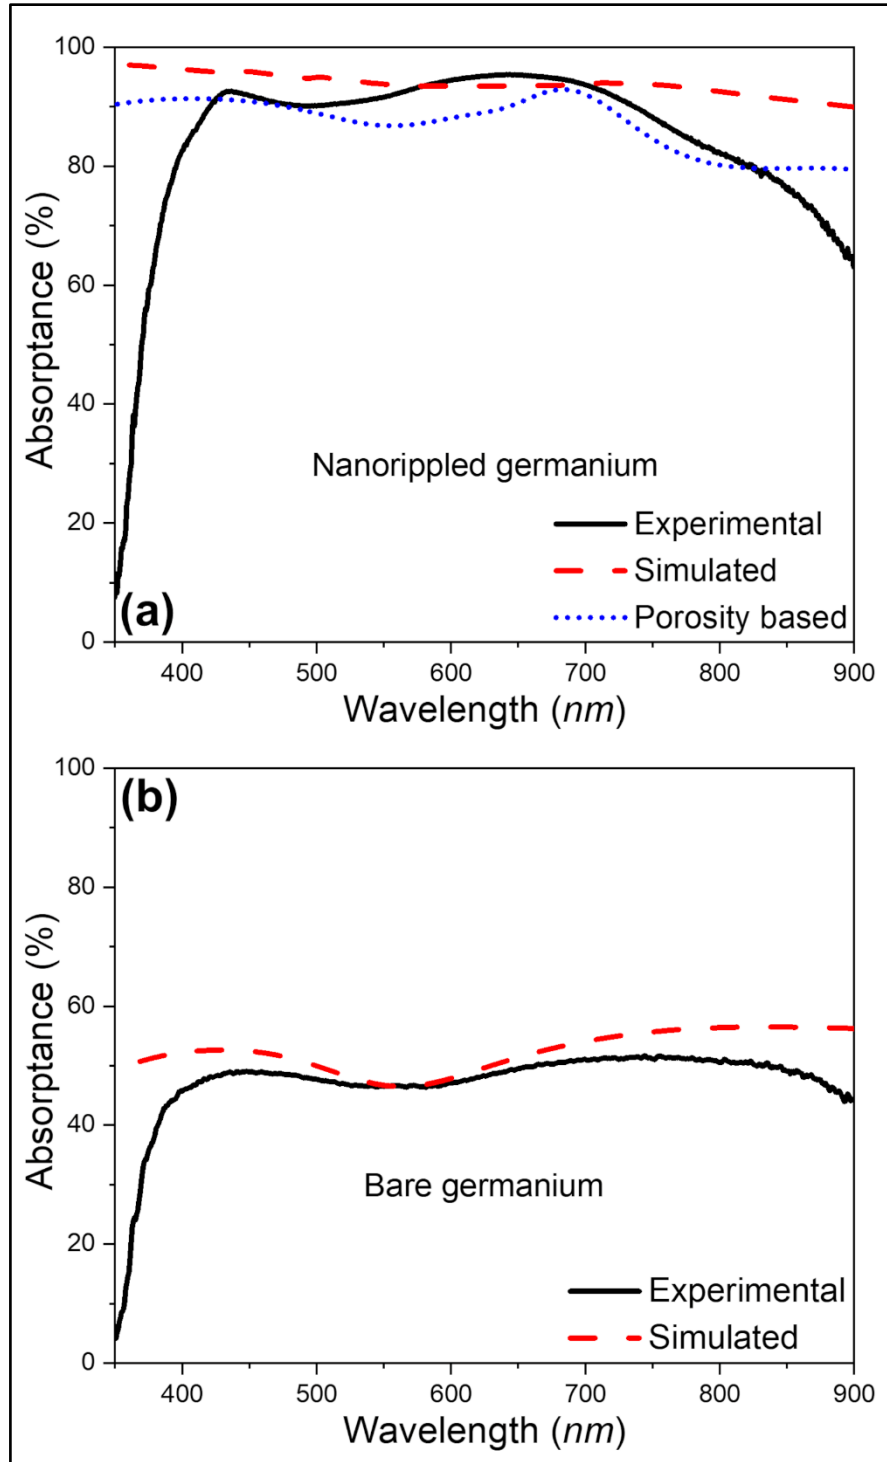 100
80
60
40
20
0
Absorptance (%)
Nanorippled germanium
Experimental
Simulated
Porosity based
(a)
400 500 600 700 800 900
Wavelength (nm)
100
(b)
80
60
40
20
0
Absorptance (%)
Bare germanium
Experimental
Simulated
400 500 600 700 800 900
Wavelength (nm)